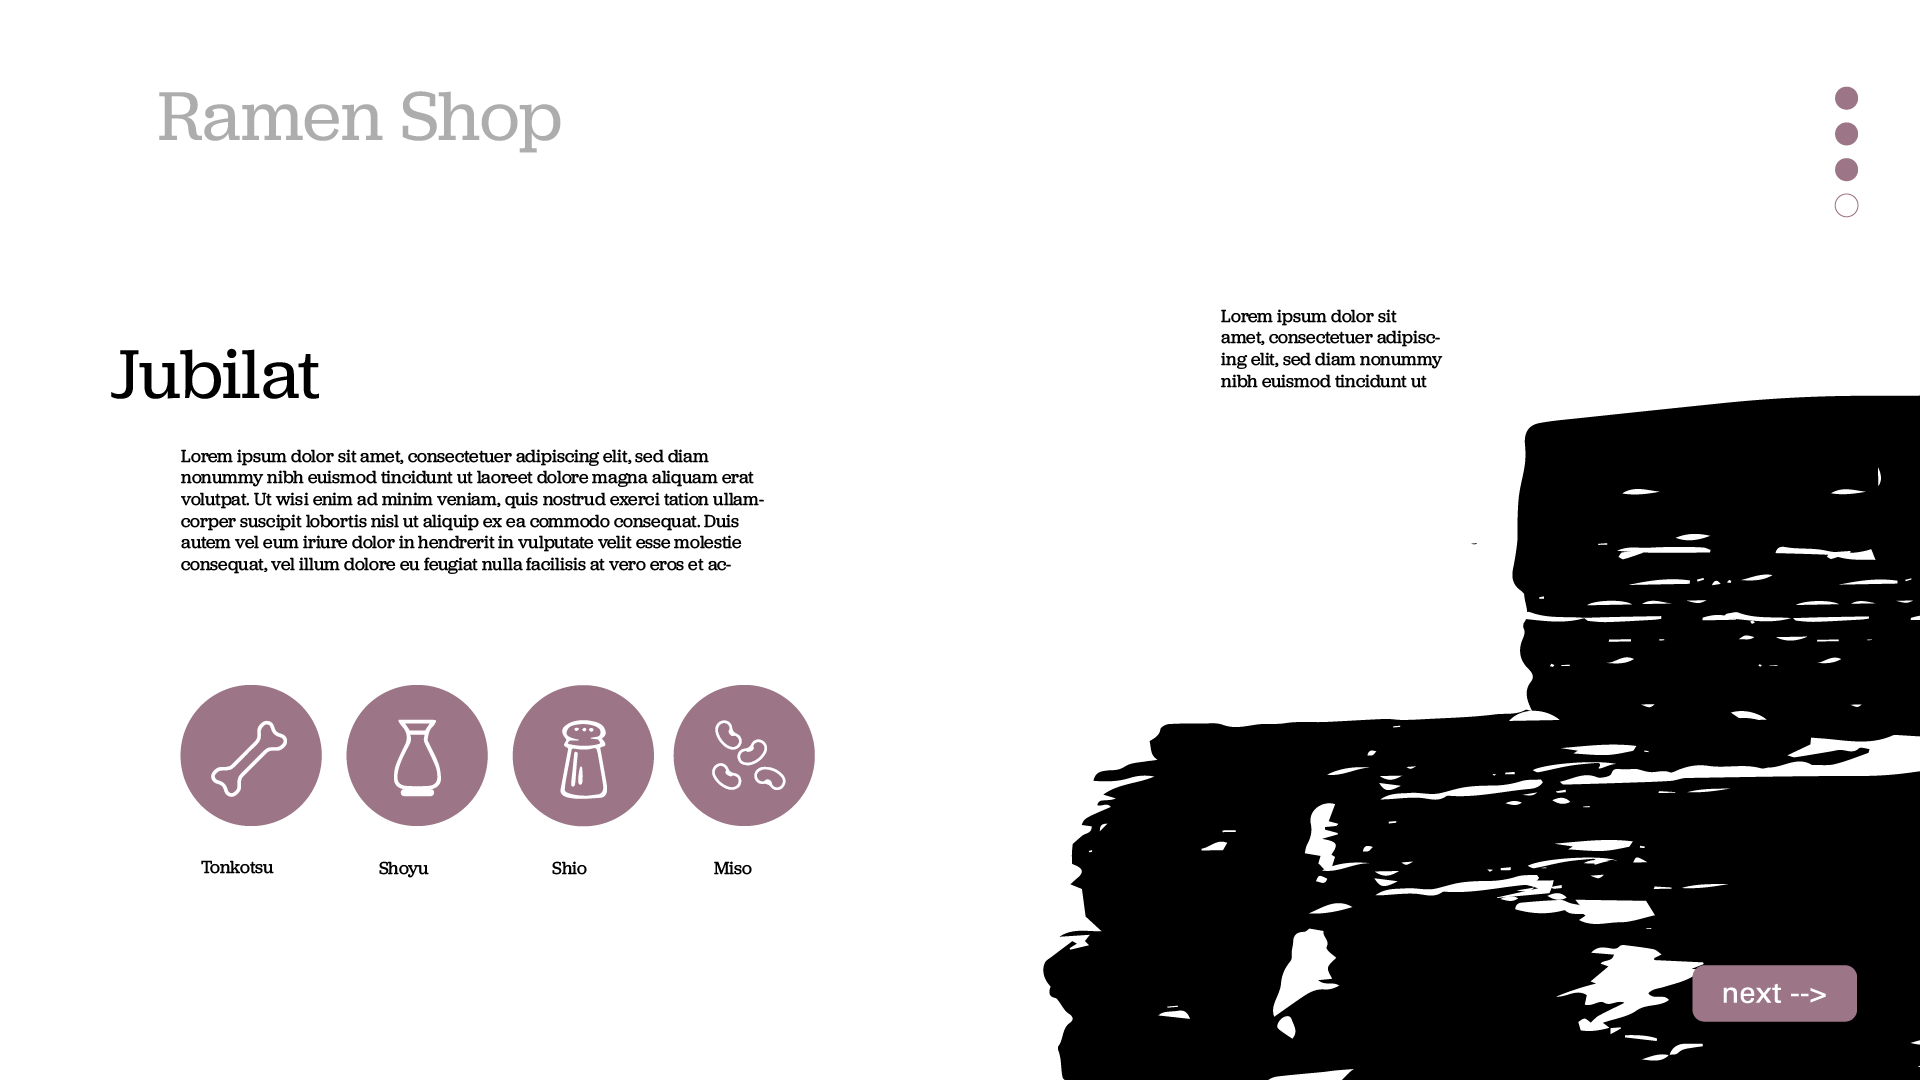 Ramen Shop
Jubilat
Lorem ipsum dolor sit amet, consectetuer adipiscing elit, sed diam
nonummy nibh euismod tincidunt ut laoreet dolore magna aliquam erat
volutpat. Ut wisi enim ad minim veniam, quis nostrud exerci tation ullam-
corper suscipit lobortis nisl ut aliquip ex ea commodo consequat. Duis
autem vel eum iriure dolor in hendrerit in vulputate velit esse molestie
consequat, vel illum dolore eu feugiat nulla facilisis at vero eros et ac-
Tonkotsu
Shoyu
Shio
Miso
Lorem ipsum dolor sit
amet, consectetuer adipisc-
ing elit, sed diam nonummy
nibh euismod tincidunt ut
next -->